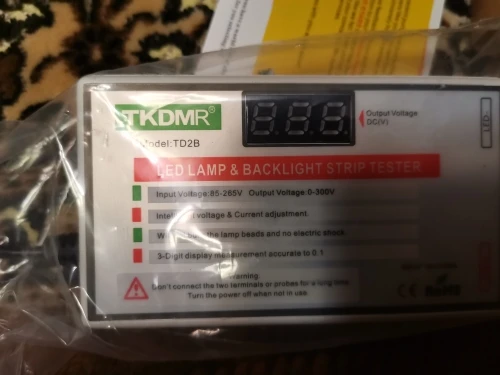 TKDMR®
Model:TD2B
Output Voltage
DC(V)
LED
LED LAMP & BACKLIGHT STRIP TESTER
Input Voltage:85-265V Output Voltage:0-300V
voltage & Current adjustment.
the lamp beads and no electric shock.
3-Digit display measurement accurate to 0.1
Warning.
Don't connect the two terminals or probes for a long time.
Turn the power off when not in use.
CE RoHS